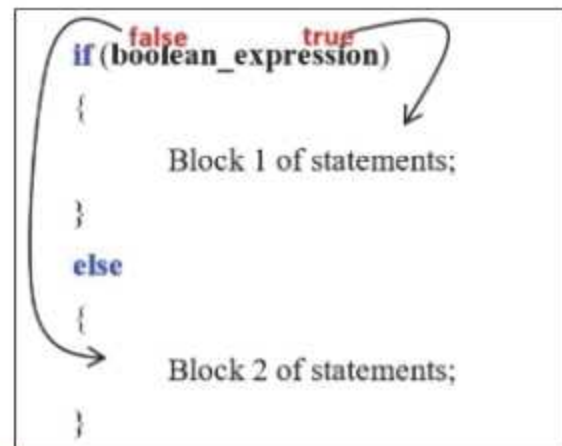 false true
if (boolean_expression)
{
Block 1 of statements;
}
else
{
Block 2 of statements;
}